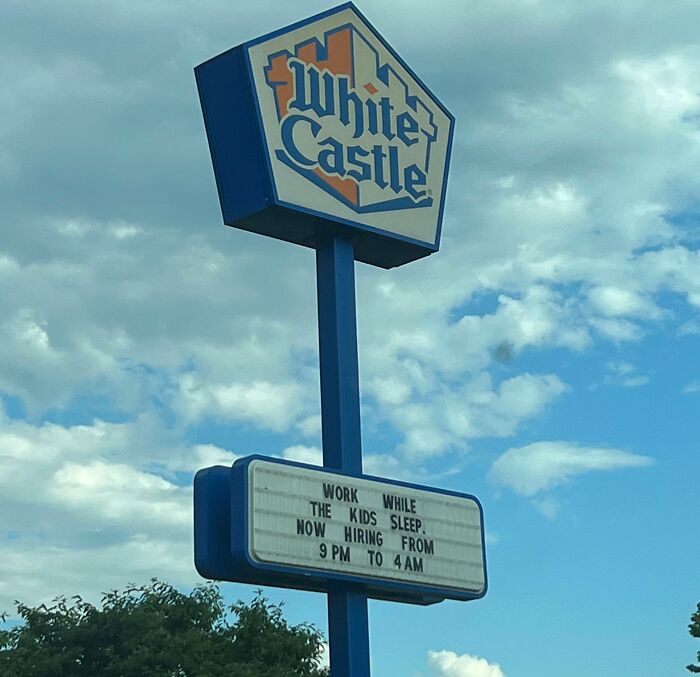 White
Castle
WORK WHILE
THE KIDS SLEEP.
NOW HIRING FROM
9 PM TO 4 AM